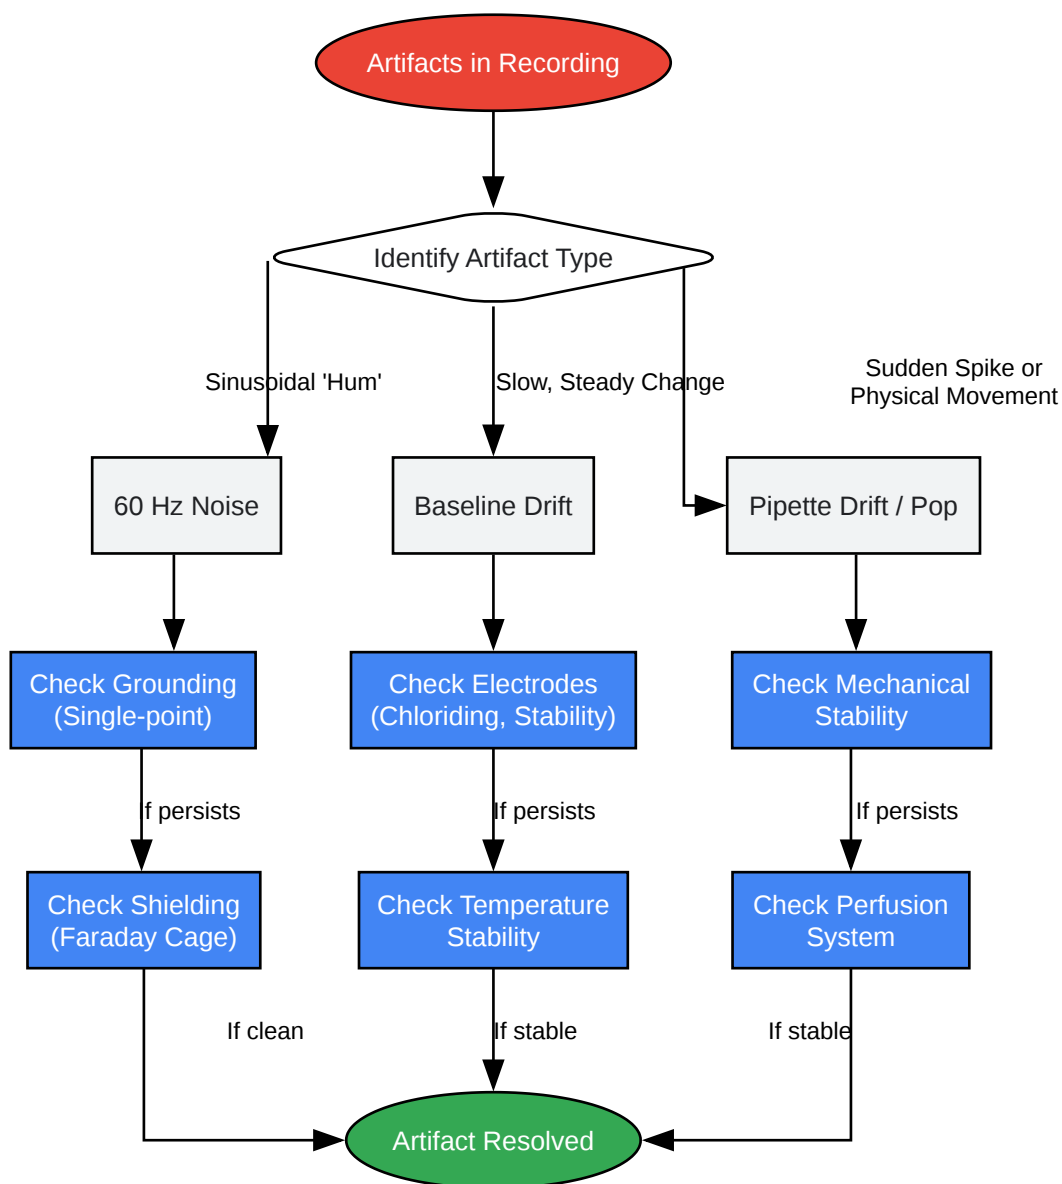 Artifacts in Recording
Identify Artifact Type
Sinusoidal 'Hum'
Slow, Steady Change
Sudden Spike or
Physical Movement
60 Hz Noise
Baseline Drift
Pipette Drift / Pop
Check Grounding
(Single-point)
Check Electrodes
(Chloriding, Stability)
Check Mechanical
Stability
If persists
If persists
If persists
Check Shielding
(Faraday Cage)
Check Temperature
Stability
Check Perfusion
System
If clean
If stable
If stable
Artifact Resolved